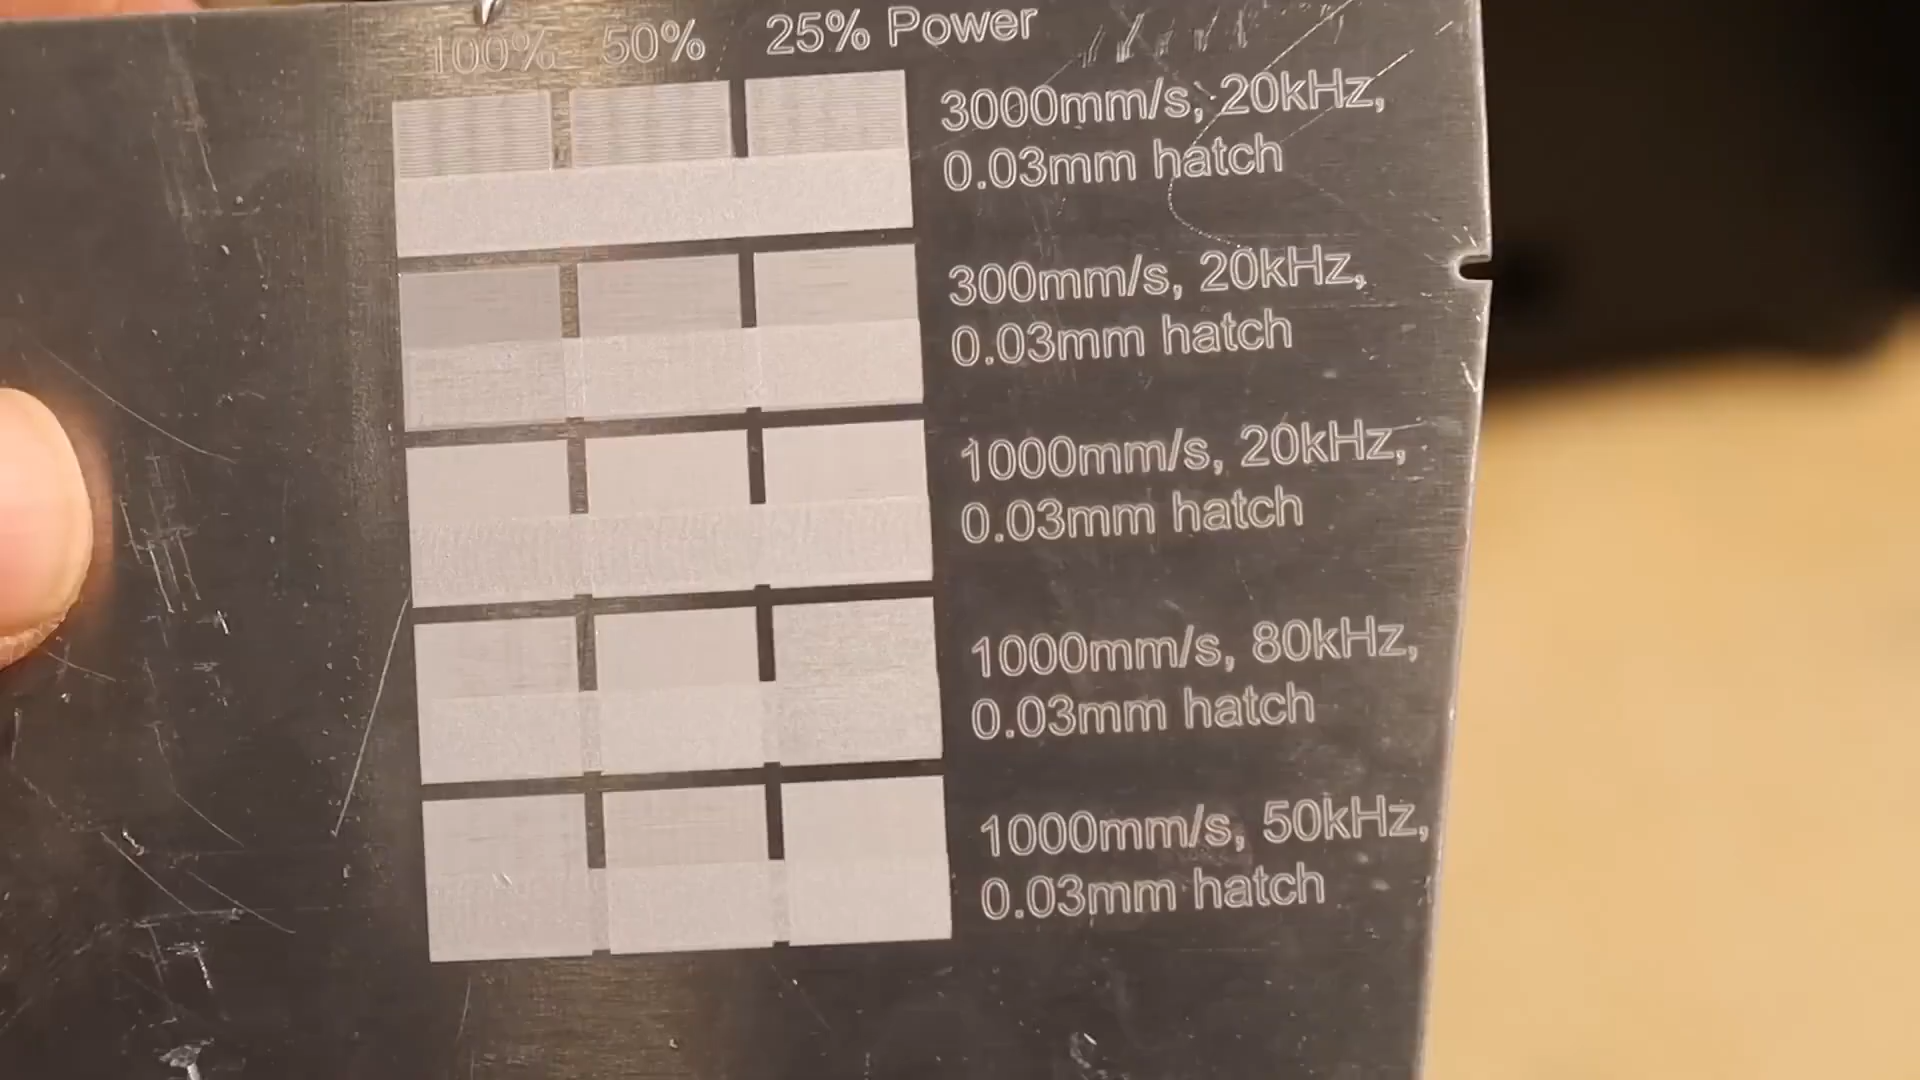 100% 50% 25% Power
3000mm/s, 20kHz,
0.03mm hatch
300mm/s, 20kHz,
0.03mm hatch
1000mm/s, 20kHz,
0.03mm hatch
1000mm/s, 80kHz,
0.03mm hatch
1000mm/s, 50kHz,
0.03mm hatch